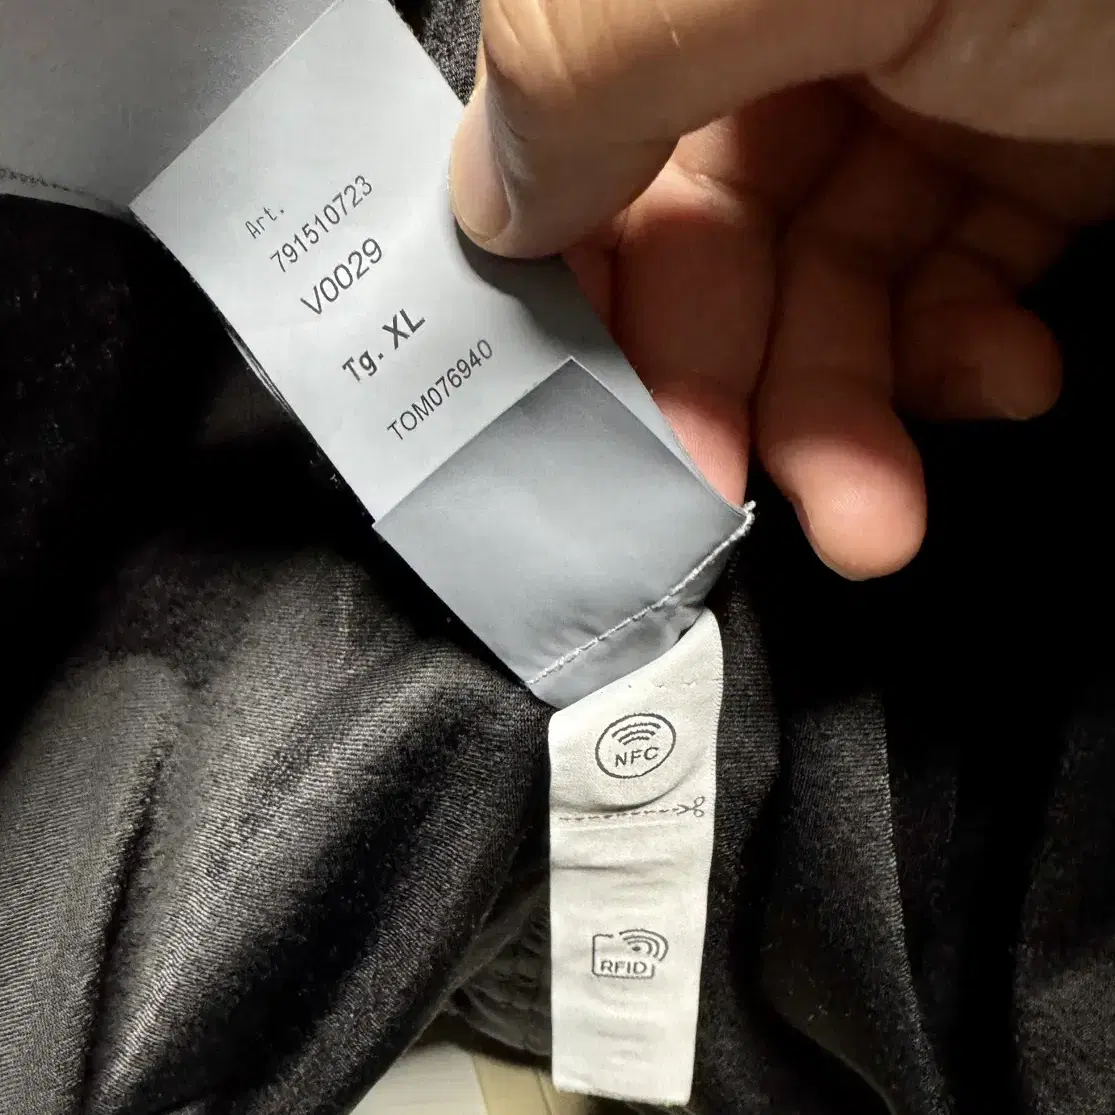 Art.
791510723
V0029
Tg. XL
TOM076940
NFC
RFID